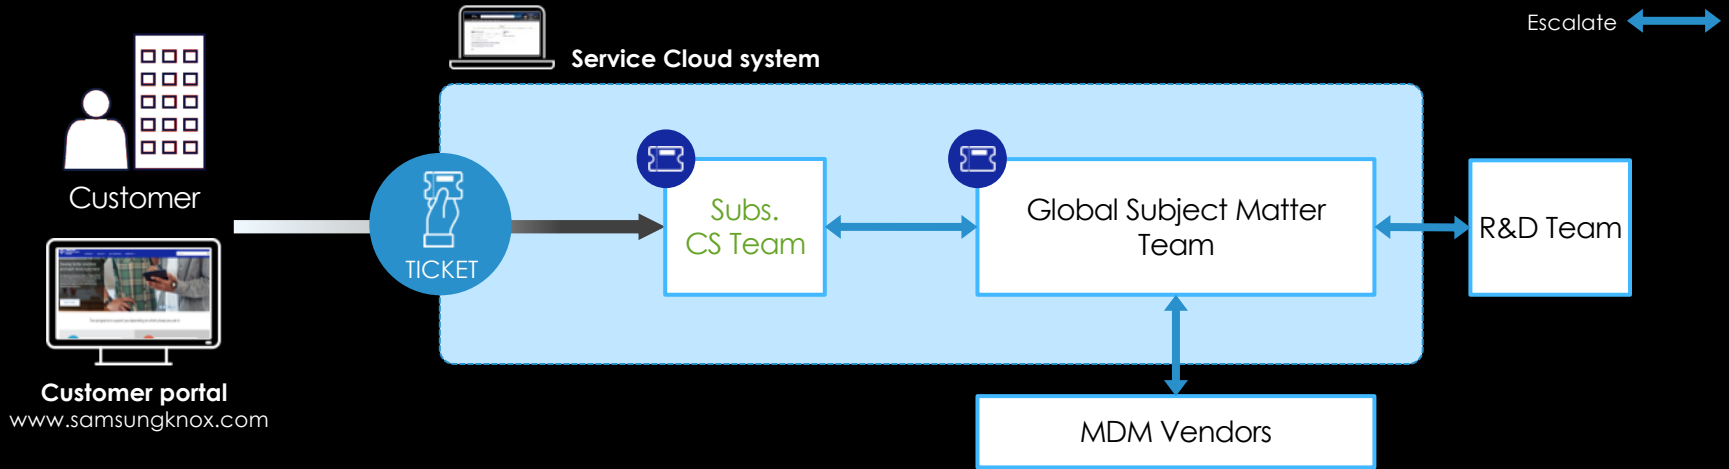 Escalate
Service Cloud system
Customer
TICKET
Subs.
CS Team
Global Subject Matter
Team
R&D Team
Customer portal
www.samsungknox.com
MDM Vendors